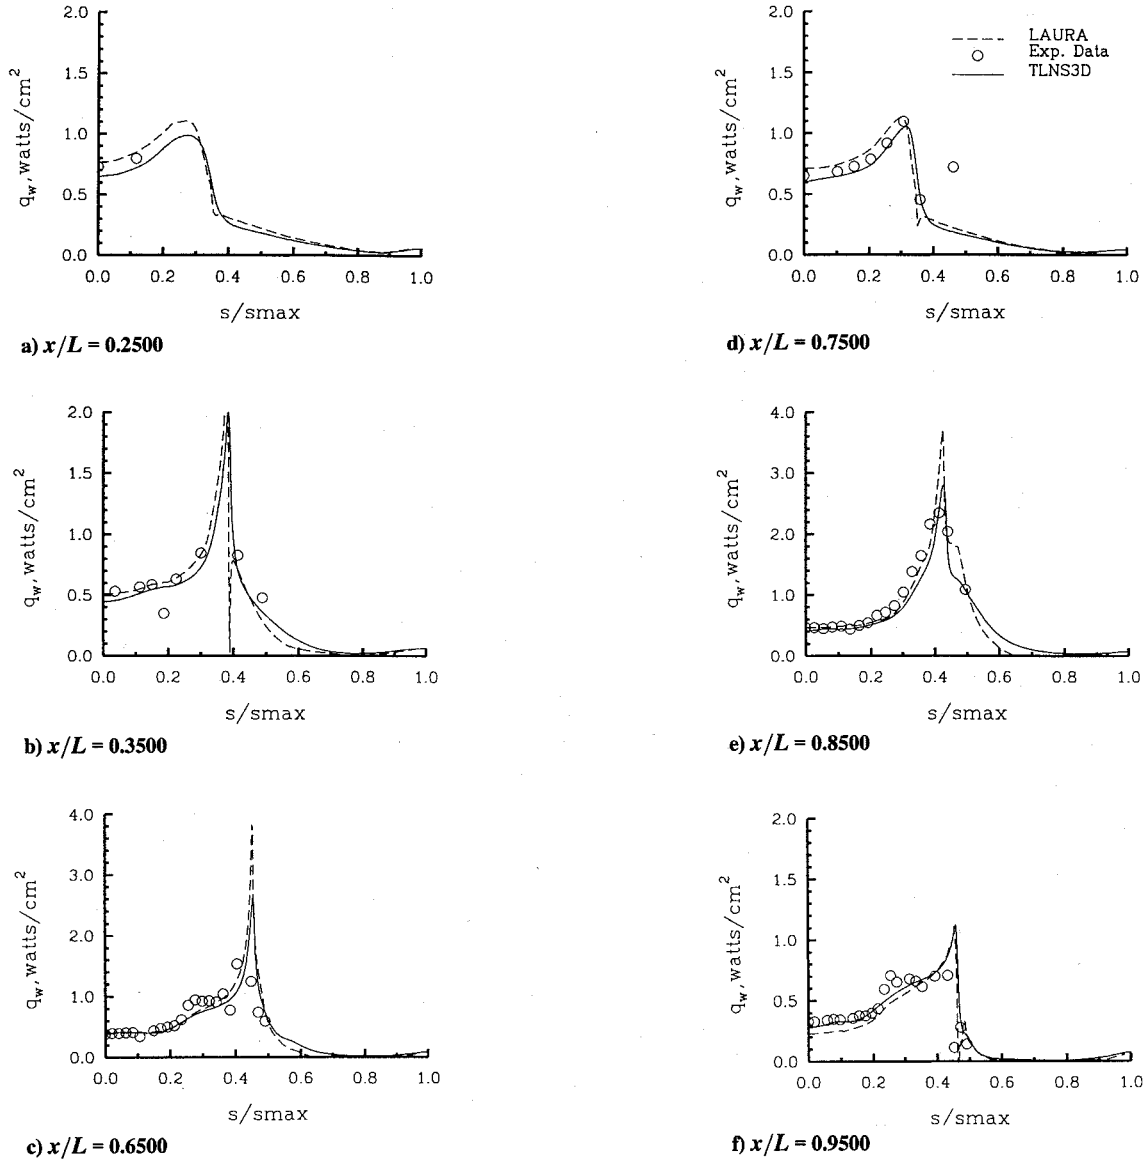 2.0
1.5
1.0
0.5
0.0
q_w, watts/cm²
0.0 0.2 0.4 0.6 0.8 1.0
s/smax
a) x/L = 0.2500
2.0
1.5
1.0
0.5
0.0
q_w, watts/cm²
0.0 0.2 0.4 0.6 0.8 1.0
s/smax
b) x/L = 0.3500
4.0
3.0
2.0
1.0
0.0
q_w, watts/cm²
0.0 0.2 0.4 0.6 0.8 1.0
s/smax
c) x/L = 0.6500
LAURA
Exp. Data
TLNS3D
2.0
1.5
1.0
0.5
0.0
q_w, watts/cm²
0.0 0.2 0.4 0.6 0.8 1.0
s/smax
d) x/L = 0.7500
4.0
3.0
2.0
1.0
0.0
q_w, watts/cm²
0.0 0.2 0.4 0.6 0.8 1.0
s/smax
e) x/L = 0.8500
2.0
1.5
1.0
0.5
0.0
q_w, watts/cm²
0.0 0.2 0.4 0.6 0.8 1.0
s/smax
f) x/L = 0.9500